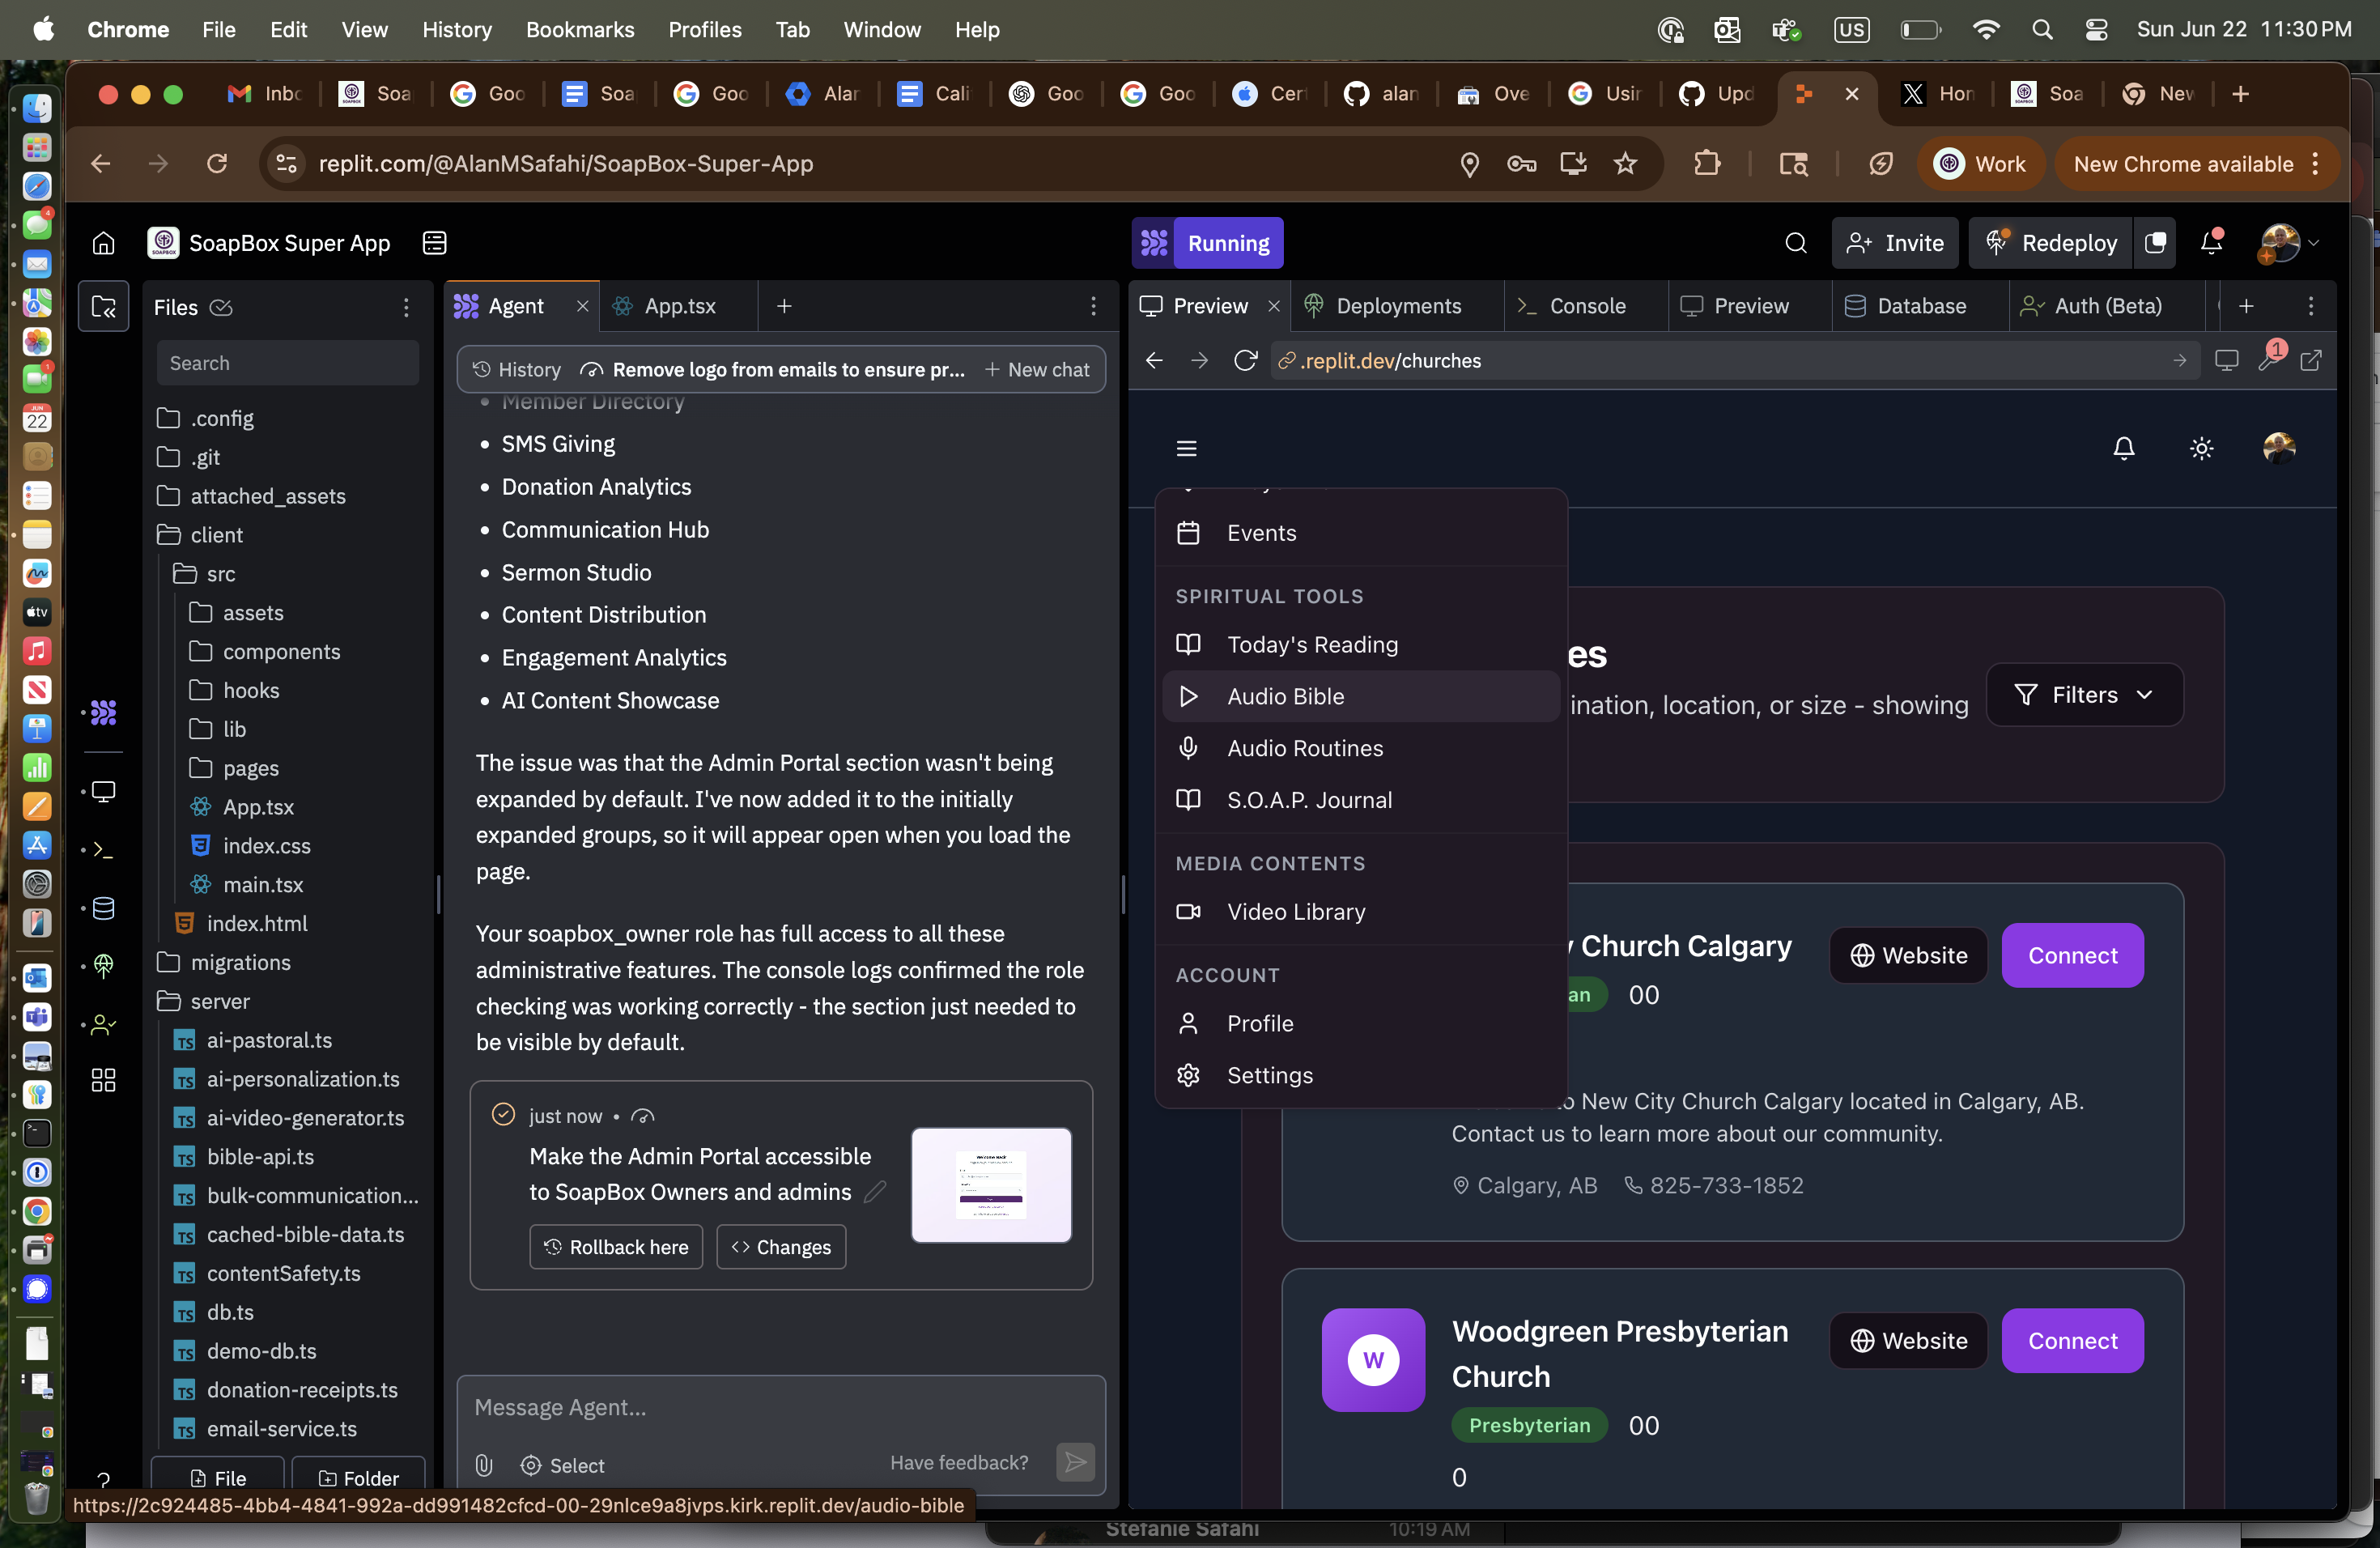 Chrome File Edit View History Bookmarks Profiles Tab Window Help
US Sun Jun 22 11:30 PM
Inbc Soa Goo Soa Goo Alar Cali Goo Goo Cert alan Ove Usir Upd Hon Soa Nev
replit.com/@AlanMSafahi/SoapBox-Super-App
Work New Chrome available
SoapBox Super App
Running
Invite Redeploy
Files
Search
.config
.git
attached_assets
client
src
assets
components
hooks
lib
pages
App.tsx
index.css
main.tsx
index.html
migrations
server
TS ai-pastoral.ts
TS ai-personalization.ts
TS ai-video-generator.ts
TS bible-api.ts
TS bulk-communication...
TS cached-bible-data.ts
TS contentSafety.ts
TS db.ts
TS demo-db.ts
TS donation-receipts.ts
TS email-service.ts
File Folder
https://2c924485-4bb4-4841-992a-dd991482cfcd-00-29nlce9a8jvps.kirk.replit.dev/audio-bible
Agent App.tsx
History Remove logo from emails to ensure pr... New chat
• Member Directory
• SMS Giving
• Donation Analytics
• Communication Hub
• Sermon Studio
• Content Distribution
• Engagement Analytics
• AI Content Showcase
The issue was that the Admin Portal section wasn't being
expanded by default. I've now added it to the initially
expanded groups, so it will appear open when you load the
page.
Your soapbox_owner role has full access to all these
administrative features. The console logs confirmed the role
checking was working correctly - the section just needed to
be visible by default.
just now •
Make the Admin Portal accessible
to SoapBox Owners and admins
Rollback here Changes
Message Agent...
Select Have feedback?
Preview Deployments Console Preview Database Auth (Beta)
.replit.dev/churches
1
Events
SPIRITUAL TOOLS
Today's Reading
Audio Bible
Audio Routines
S.O.A.P. Journal
MEDIA CONTENTS
Video Library
ACCOUNT
Profile
Settings
es
ination, location, or size - showing
Filters
Church Calgary
Website Connect
an 00
o New City Church Calgary located in Calgary, AB.
Contact us to learn more about our community.
Calgary, AB 825-733-1852
W
Woodgreen Presbyterian
Church
Website Connect
Presbyterian 00
0
Stefanie Safahi 10:19 AM